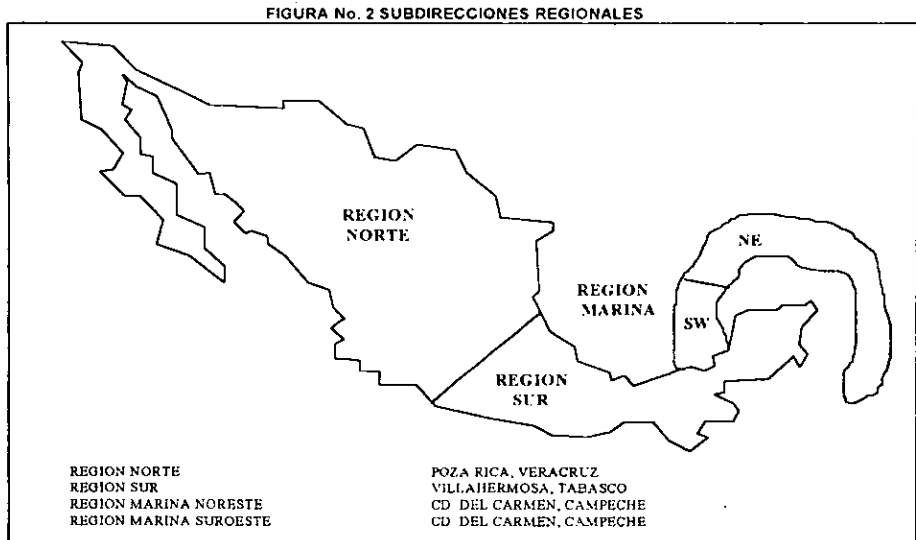 FIGURA No. 2 SUBDIRECCIONES REGIONALES
REGION
NORTE
NE
REGION
MARINA
SW
REGION
SUR
REGION NORTE POZA RICA, VERACRUZ
REGION SUR VILLAHERMOSA, TABASCO
REGION MARINA NORESTE CD DEL CARMEN, CAMPECHE
REGION MARINA SUROESTE CD DEL CARMEN, CAMPECHE